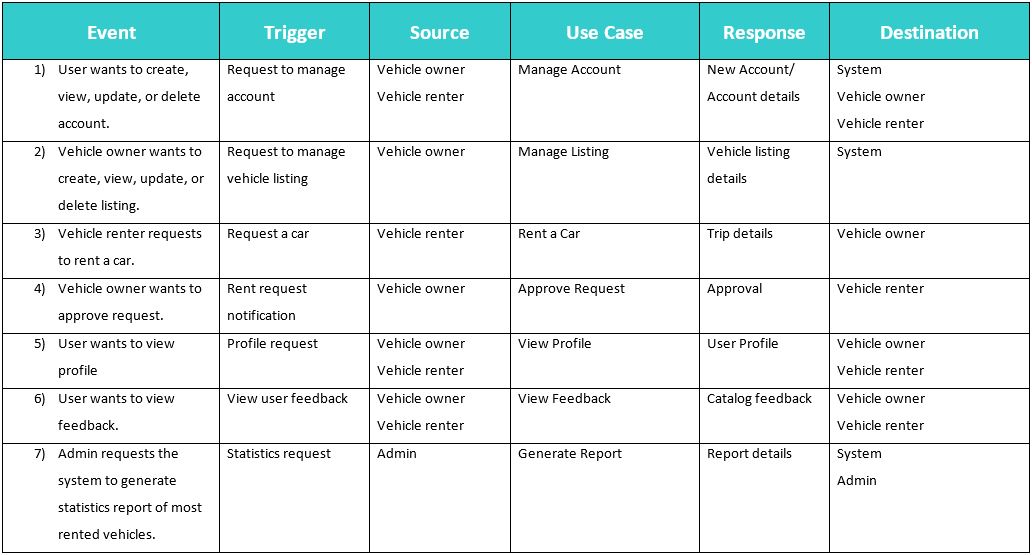 Event Trigger Source Use Case Response Destination
1) User wants to create, Request to manage Vehicle owner Manage Account New Account/ System
view, update, or delete account Vehicle renter Account details Vehicle owner
account. Vehicle renter
2) Vehicle owner wants to Request to manage Vehicle owner Manage Listing Vehicle listing System
create, view, update, or vehicle listing details
delete listing.
3) Vehicle renter requests Request a car Vehicle renter Rent a Car Trip details Vehicle owner
to rent a car.
4) Vehicle owner wants to Rent request Vehicle owner Approve Request Approval Vehicle renter
approve request. notification
5) User wants to view Profile request Vehicle owner View Profile User Profile Vehicle owner
profile Vehicle renter Vehicle renter
6) User wants to view View user feedback Vehicle owner View Feedback Catalog feedback Vehicle owner
feedback. Vehicle renter Vehicle renter
7) Admin requests the Statistics request Admin Generate Report Report details System
system to generate Admin
statistics report of most
rented vehicles.